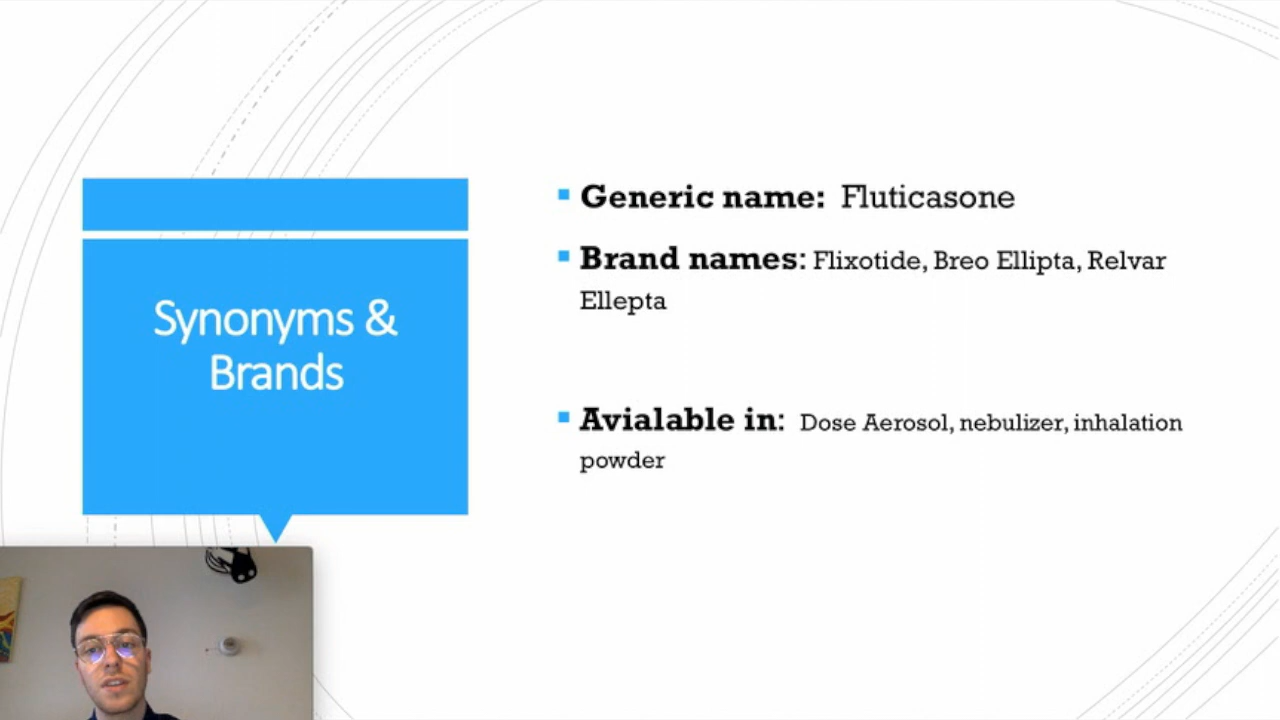 Synonyms &
Brands
Generic name: Fluticasone
Brand names: Flixotide, Breo Ellipta, Relvar
Ellepta
Avialable in: Dose Aerosol, nebulizer, inhalation
powder